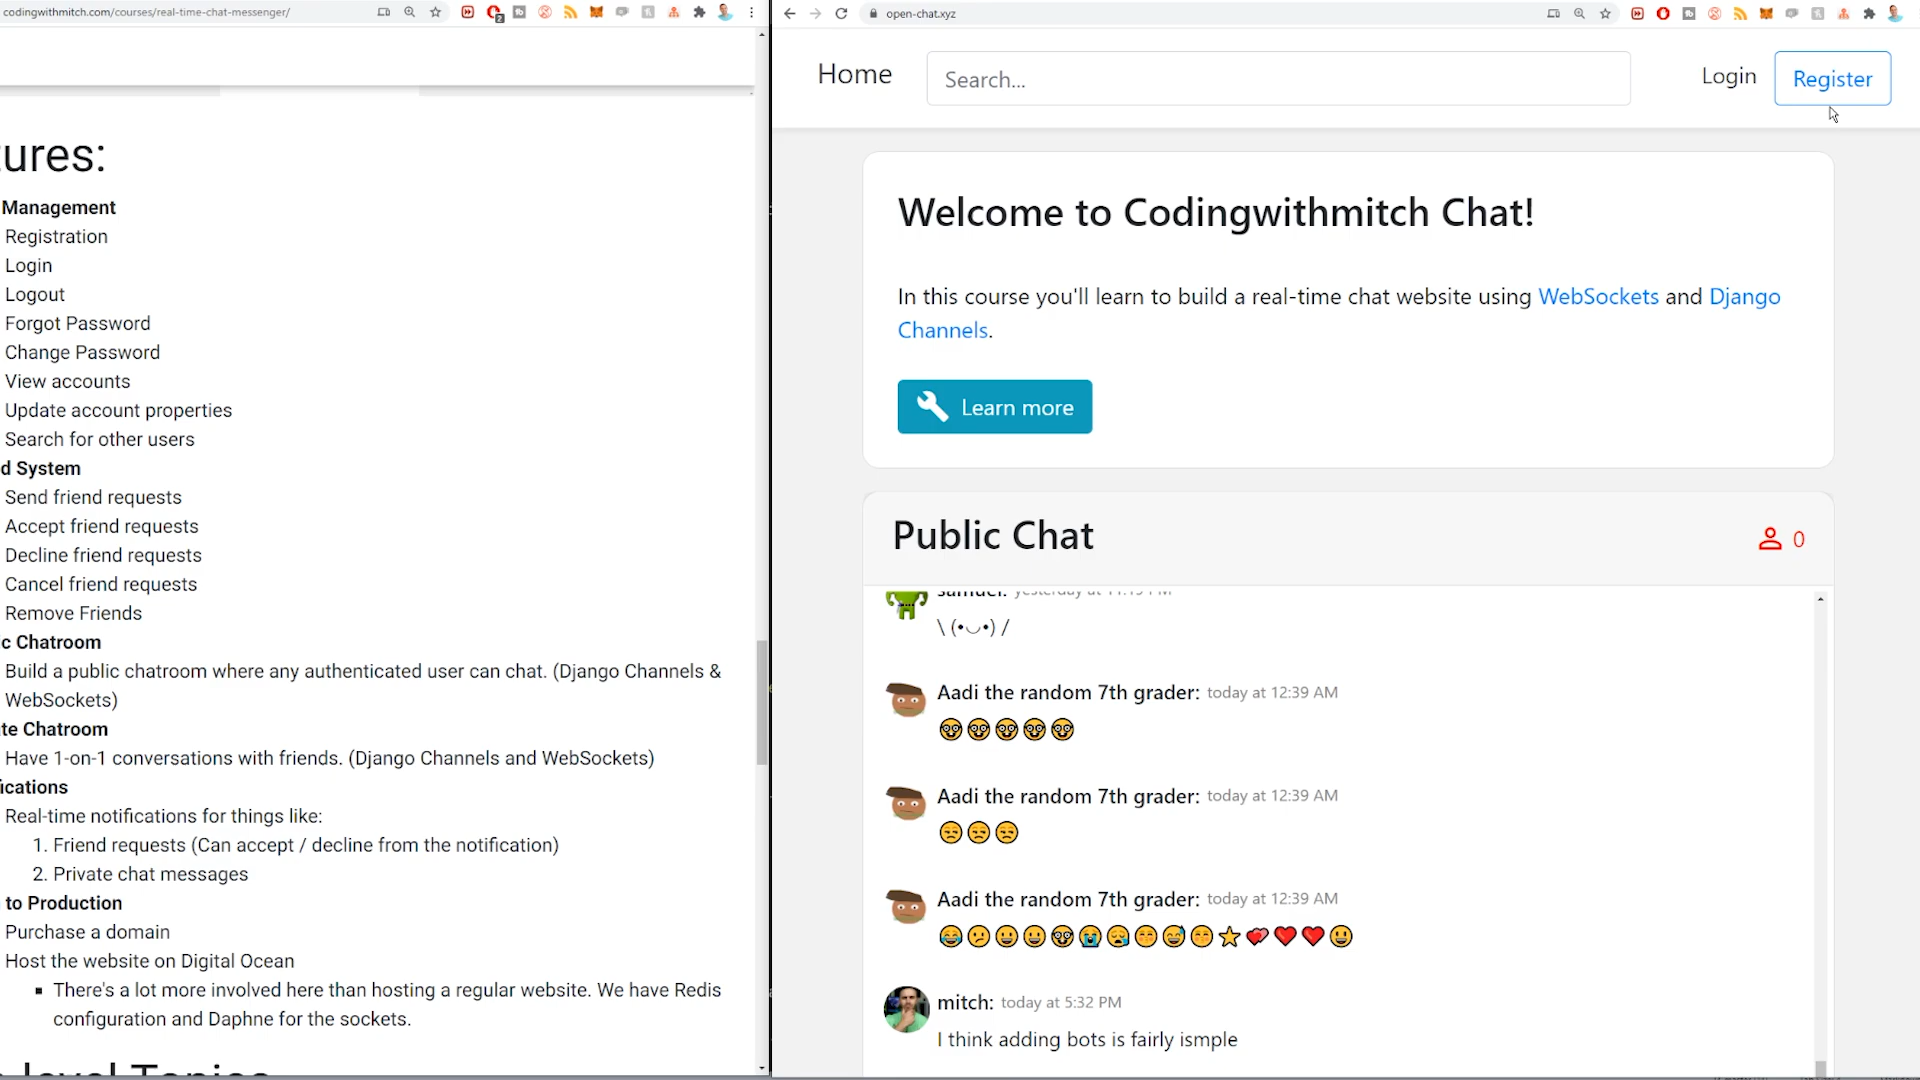 codingwithmitch.com/courses/real-time-chat-messenger/
tures:
Management
Registration
Login
Logout
Forgot Password
Change Password
View accounts
Update account properties
Search for other users
d System
Send friend requests
Accept friend requests
Decline friend requests
Cancel friend requests
Remove Friends
c Chatroom
Build a public chatroom where any authenticated user can chat. (Django Channels &
WebSockets)
te Chatroom
Have 1-on-1 conversations with friends. (Django Channels and WebSockets)
ications
Real-time notifications for things like:
1. Friend requests (Can accept / decline from the notification)
2. Private chat messages
to Production
Purchase a domain
Host the website on Digital Ocean
▪ There's a lot more involved here than hosting a regular website. We have Redis
configuration and Daphne for the sockets.
level Topics
open-chat.xyz
Home
Search...
Login
Register
Welcome to Codingwithmitch Chat!
In this course you'll learn to build a real-time chat website using WebSockets and Django
Channels.
Learn more
Public Chat
0
samuel: yesterday at 11:19 PM
\ (•◡•) /
Aadi the random 7th grader: today at 12:39 AM
Aadi the random 7th grader: today at 12:39 AM
Aadi the random 7th grader: today at 12:39 AM
mitch: today at 5:32 PM
I think adding bots is fairly ismple